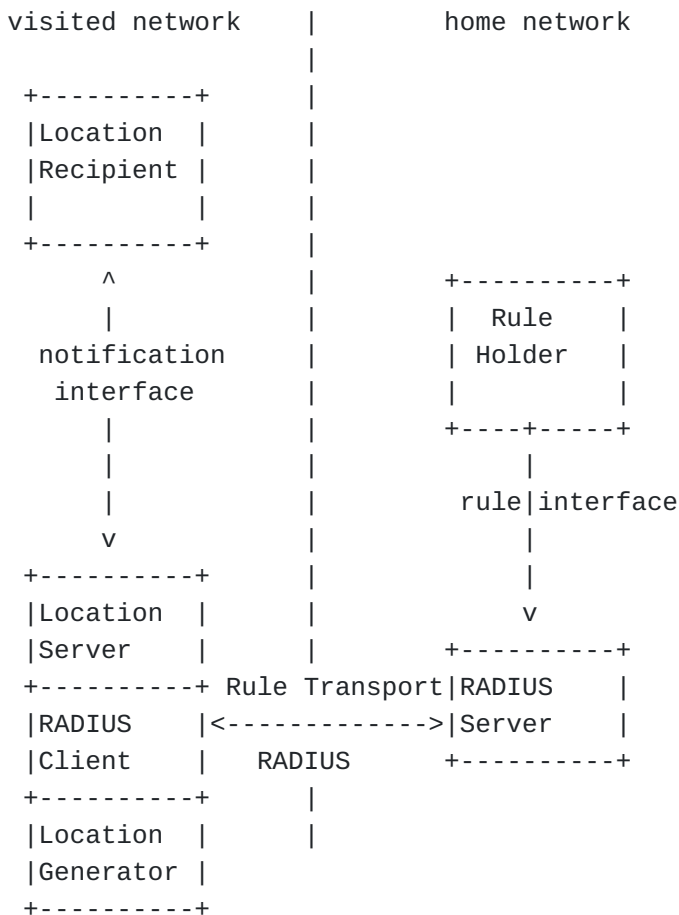 visited network    |        home network
                   |
 +----------+      |
 |Location  |      |
 |Recipient |      |
 |          |      |
 +----------+      |
      ^            |        +----------+
      |            |        |  Rule    |
  notification     |        | Holder   |
   interface       |        |          |
      |            |        +----+-----+
      |            |             |
      |            |         rule|interface
      v            |             |
 +----------+      |             |
 |Location  |      |             v
 |Server    |      |        +----------+
 +----------+ Rule Transport|RADIUS    |
 |RADIUS    |<------------->|Server    |
 |Client    |   RADIUS      +----------+
 +----------+      |
 |Location  |      |
 |Generator |
 +----------+